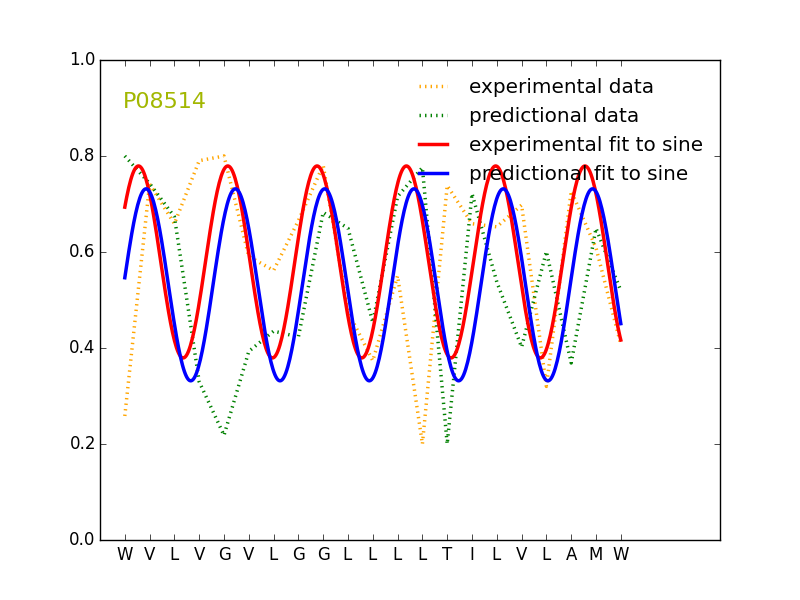 1.0
P08514
experimental data
predictional data
experimental fit to sine
predictional fit to sine
0.8
0.6
0.4
0.2
0.0
W V L V G V L G G L L L L T I L V L A M W